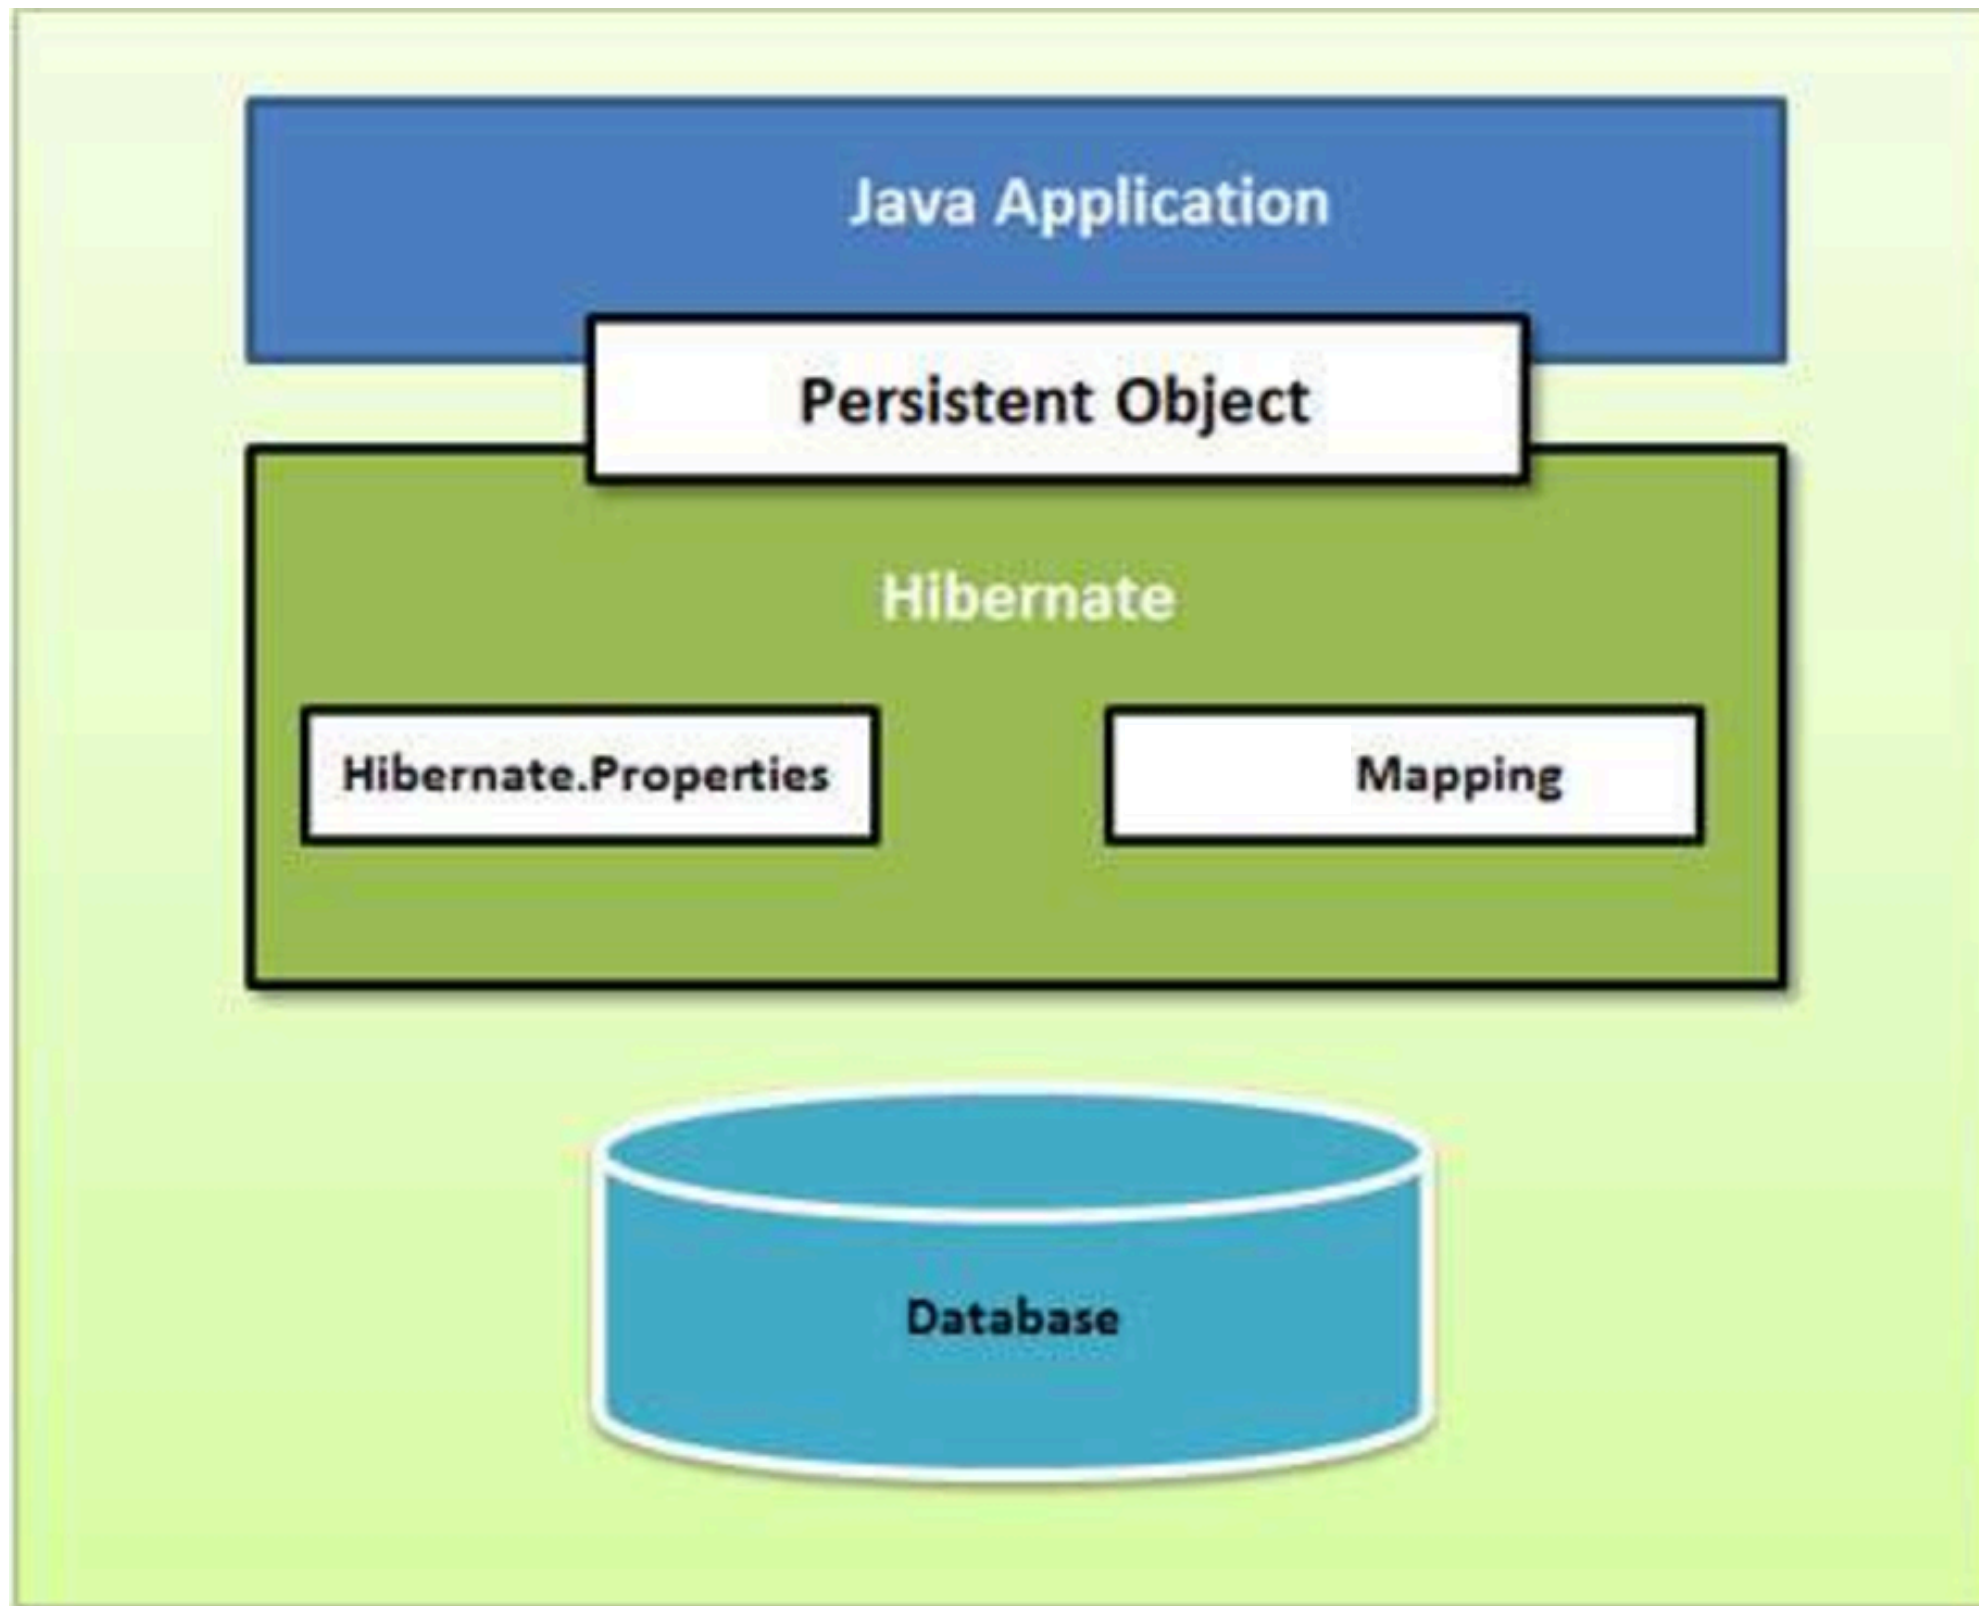 Java Application
Persistent Object
Hibernate
Hibernate.Properties
Mapping
Database